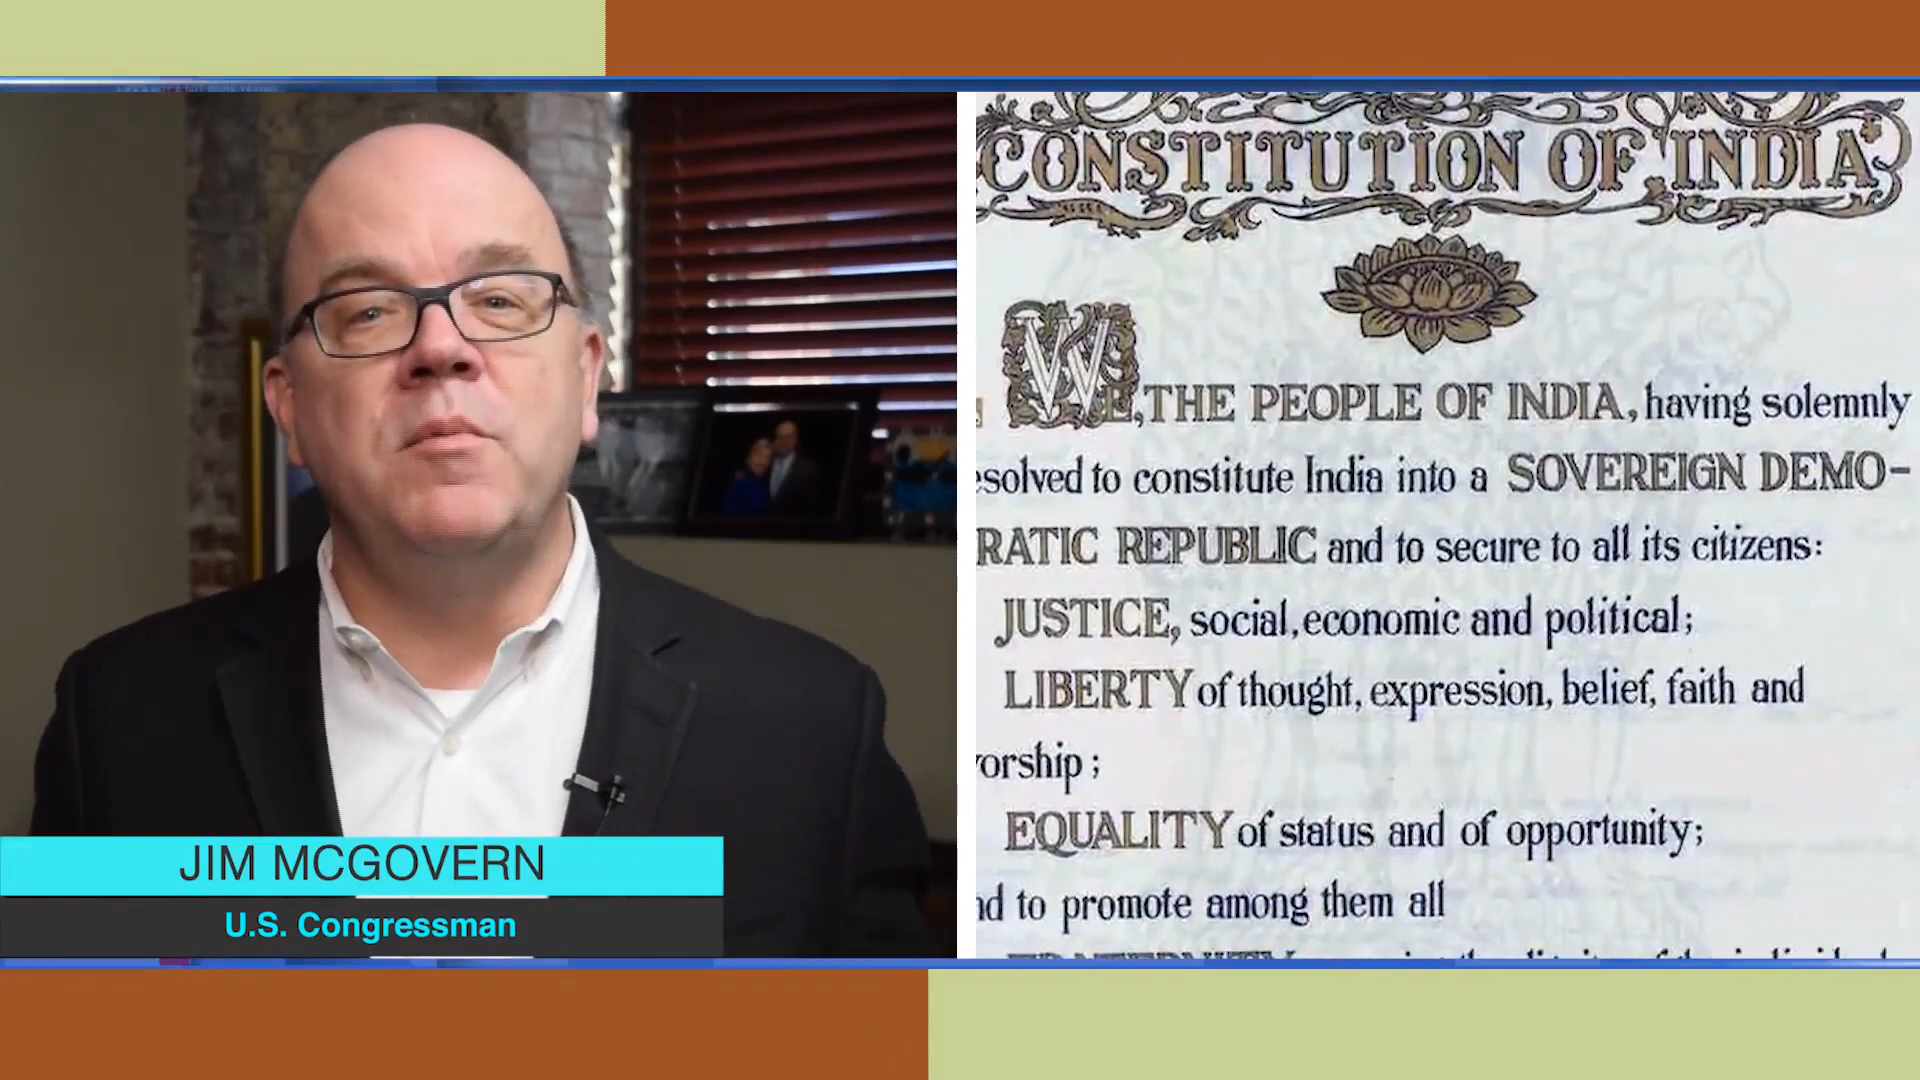 JIM MCGOVERN
U.S. Congressman
CONSTITUTION OF INDIA
WE, THE PEOPLE OF INDIA, having solemnly
esolved to constitute India into a SOVEREIGN DEMO-
RATIC REPUBLIC and to secure to all its citizens:
JUSTICE, social, economic and political;
LIBERTY of thought, expression, belief, faith and
orship;
EQUALITY of status and of opportunity;
nd to promote among them all